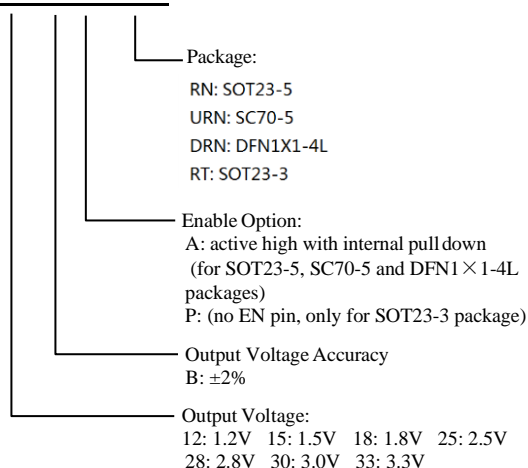 Package:
RN: SOT23-5
URN: SC70-5
DRN: DFN1X1-4L
RT: SOT23-3
Enable Option:
A: active high with internal pull down
(for SOT23-5, SC70-5 and DFN1×1-4L
packages)
P: (no EN pin, only for SOT23-3 package)
Output Voltage Accuracy
B: ±2%
Output Voltage:
12: 1.2V 15: 1.5V 18: 1.8V 25: 2.5V
28: 2.8V 30: 3.0V 33: 3.3V